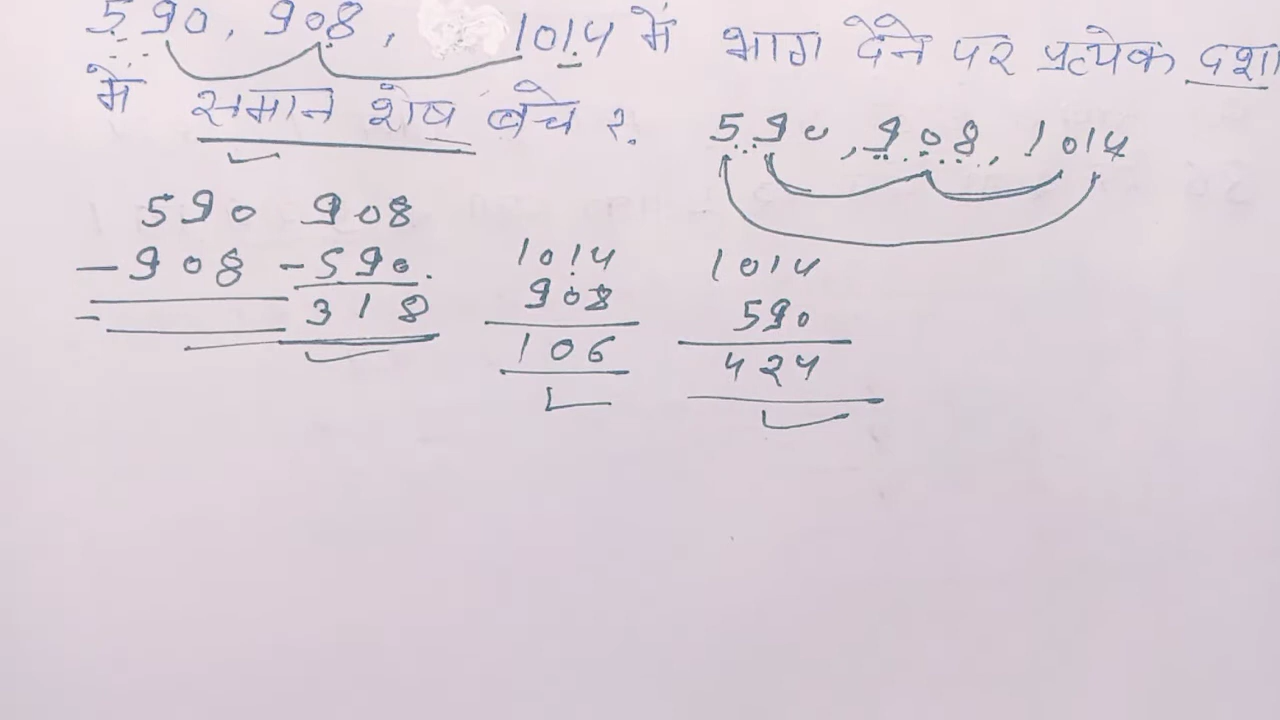 590, 908, 1014 में भाग देने पर प्रत्येक दशा
में समान शेष बचे ?.
590, 908, 1014
590 908
- 908 - 590.
= 318
1014
908
106
1014
590
424